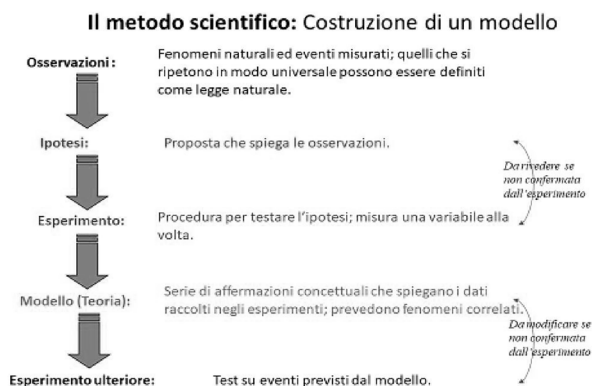 Il metodo scientifico: Costruzione di un modello
Osservazioni:
Fenomeni naturali ed eventi misurati; quelli che si
ripetono in modo universale possono essere definiti
come legge naturale.
Ipotesi:
Proposta che spiega le osservazioni.
Da rivedere se
non confermata
dall'esperimento
Esperimento:
Procedura per testare l'ipotesi; misura una variabile alla
volta.
Modello (Teoria):
Serie di affermazioni concettuali che spiegano i dati
raccolti negli esperimenti; prevedono fenomeni correlati.
Da modificare se
non confermata
dall'esperimento
Esperimento ulteriore:
Test su eventi previsti dal modello.